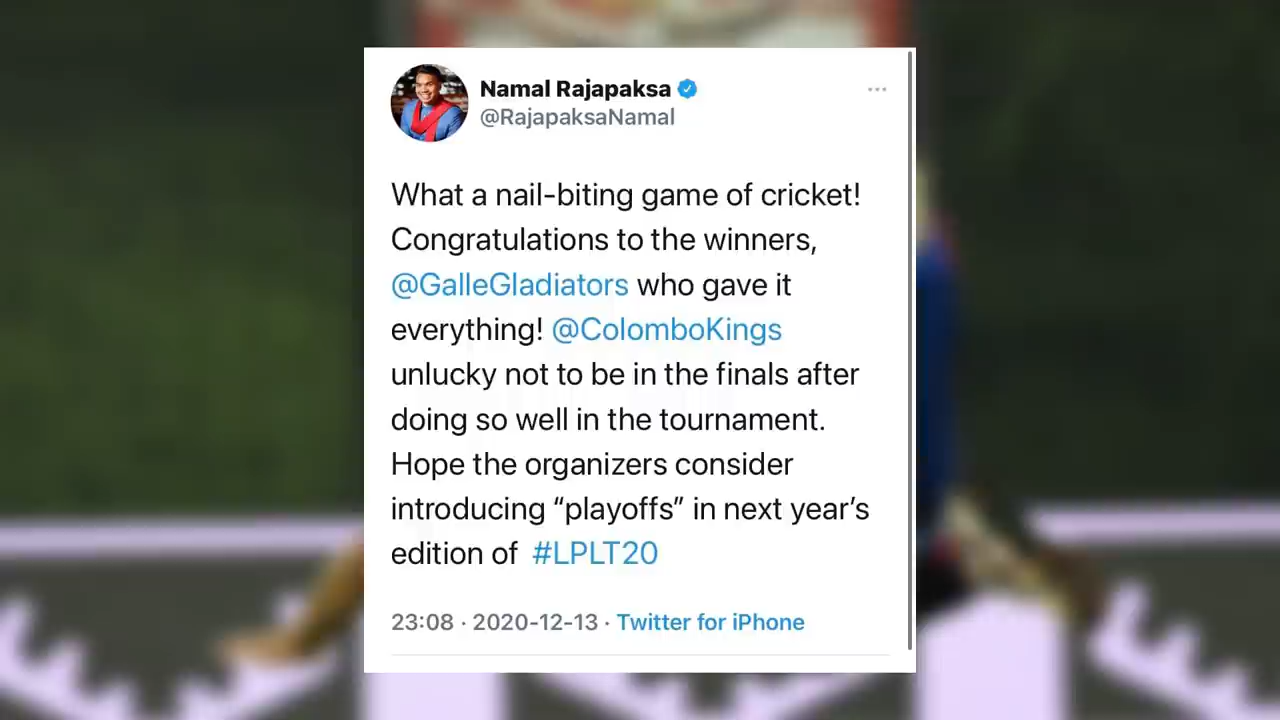 Namal Rajapaksa
@RajapaksaNamal
What a nail-biting game of cricket!
Congratulations to the winners,
@GalleGladiators who gave it
everything! @ColomboKings
unlucky not to be in the finals after
doing so well in the tournament.
Hope the organizers consider
introducing “playoffs” in next year’s
edition of #LPLT20
23:08 · 2020-12-13 · Twitter for iPhone